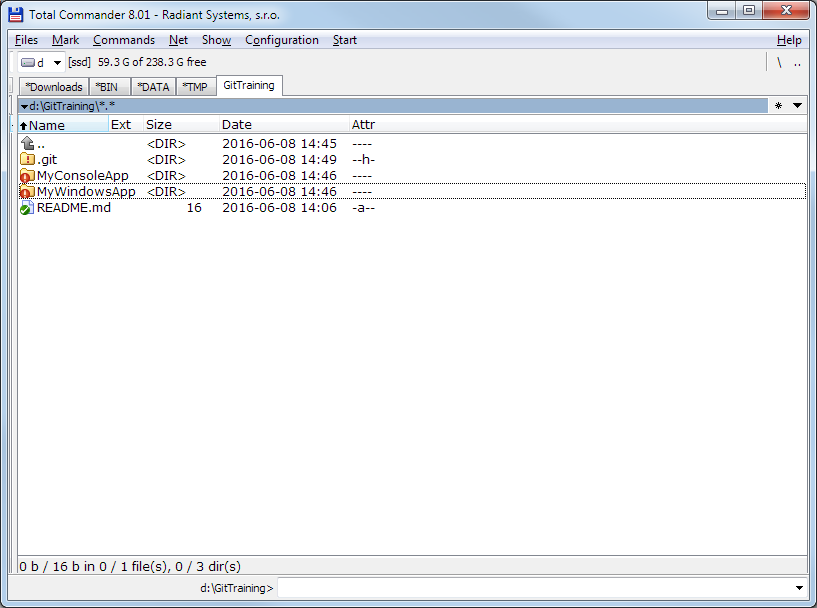 Total Commander 8.01 - Radiant Systems, s.r.o.
Files Mark Commands Net Show Configuration Start Help
d [ssd] 59.3 G of 238.3 G free \ ..
*Downloads *BIN *DATA *TMP GitTraining
d:\GitTraining\*.* *
Name Ext Size Date Attr
.. <DIR> 2016-06-08 14:45 ----
.git <DIR> 2016-06-08 14:49 --h-
MyConsoleApp <DIR> 2016-06-08 14:46 ----
MyWindowsApp <DIR> 2016-06-08 14:46 ----
README.md 16 2016-06-08 14:06 -a--
0 b / 16 b in 0 / 1 file(s), 0 / 3 dir(s)
d:\GitTraining>